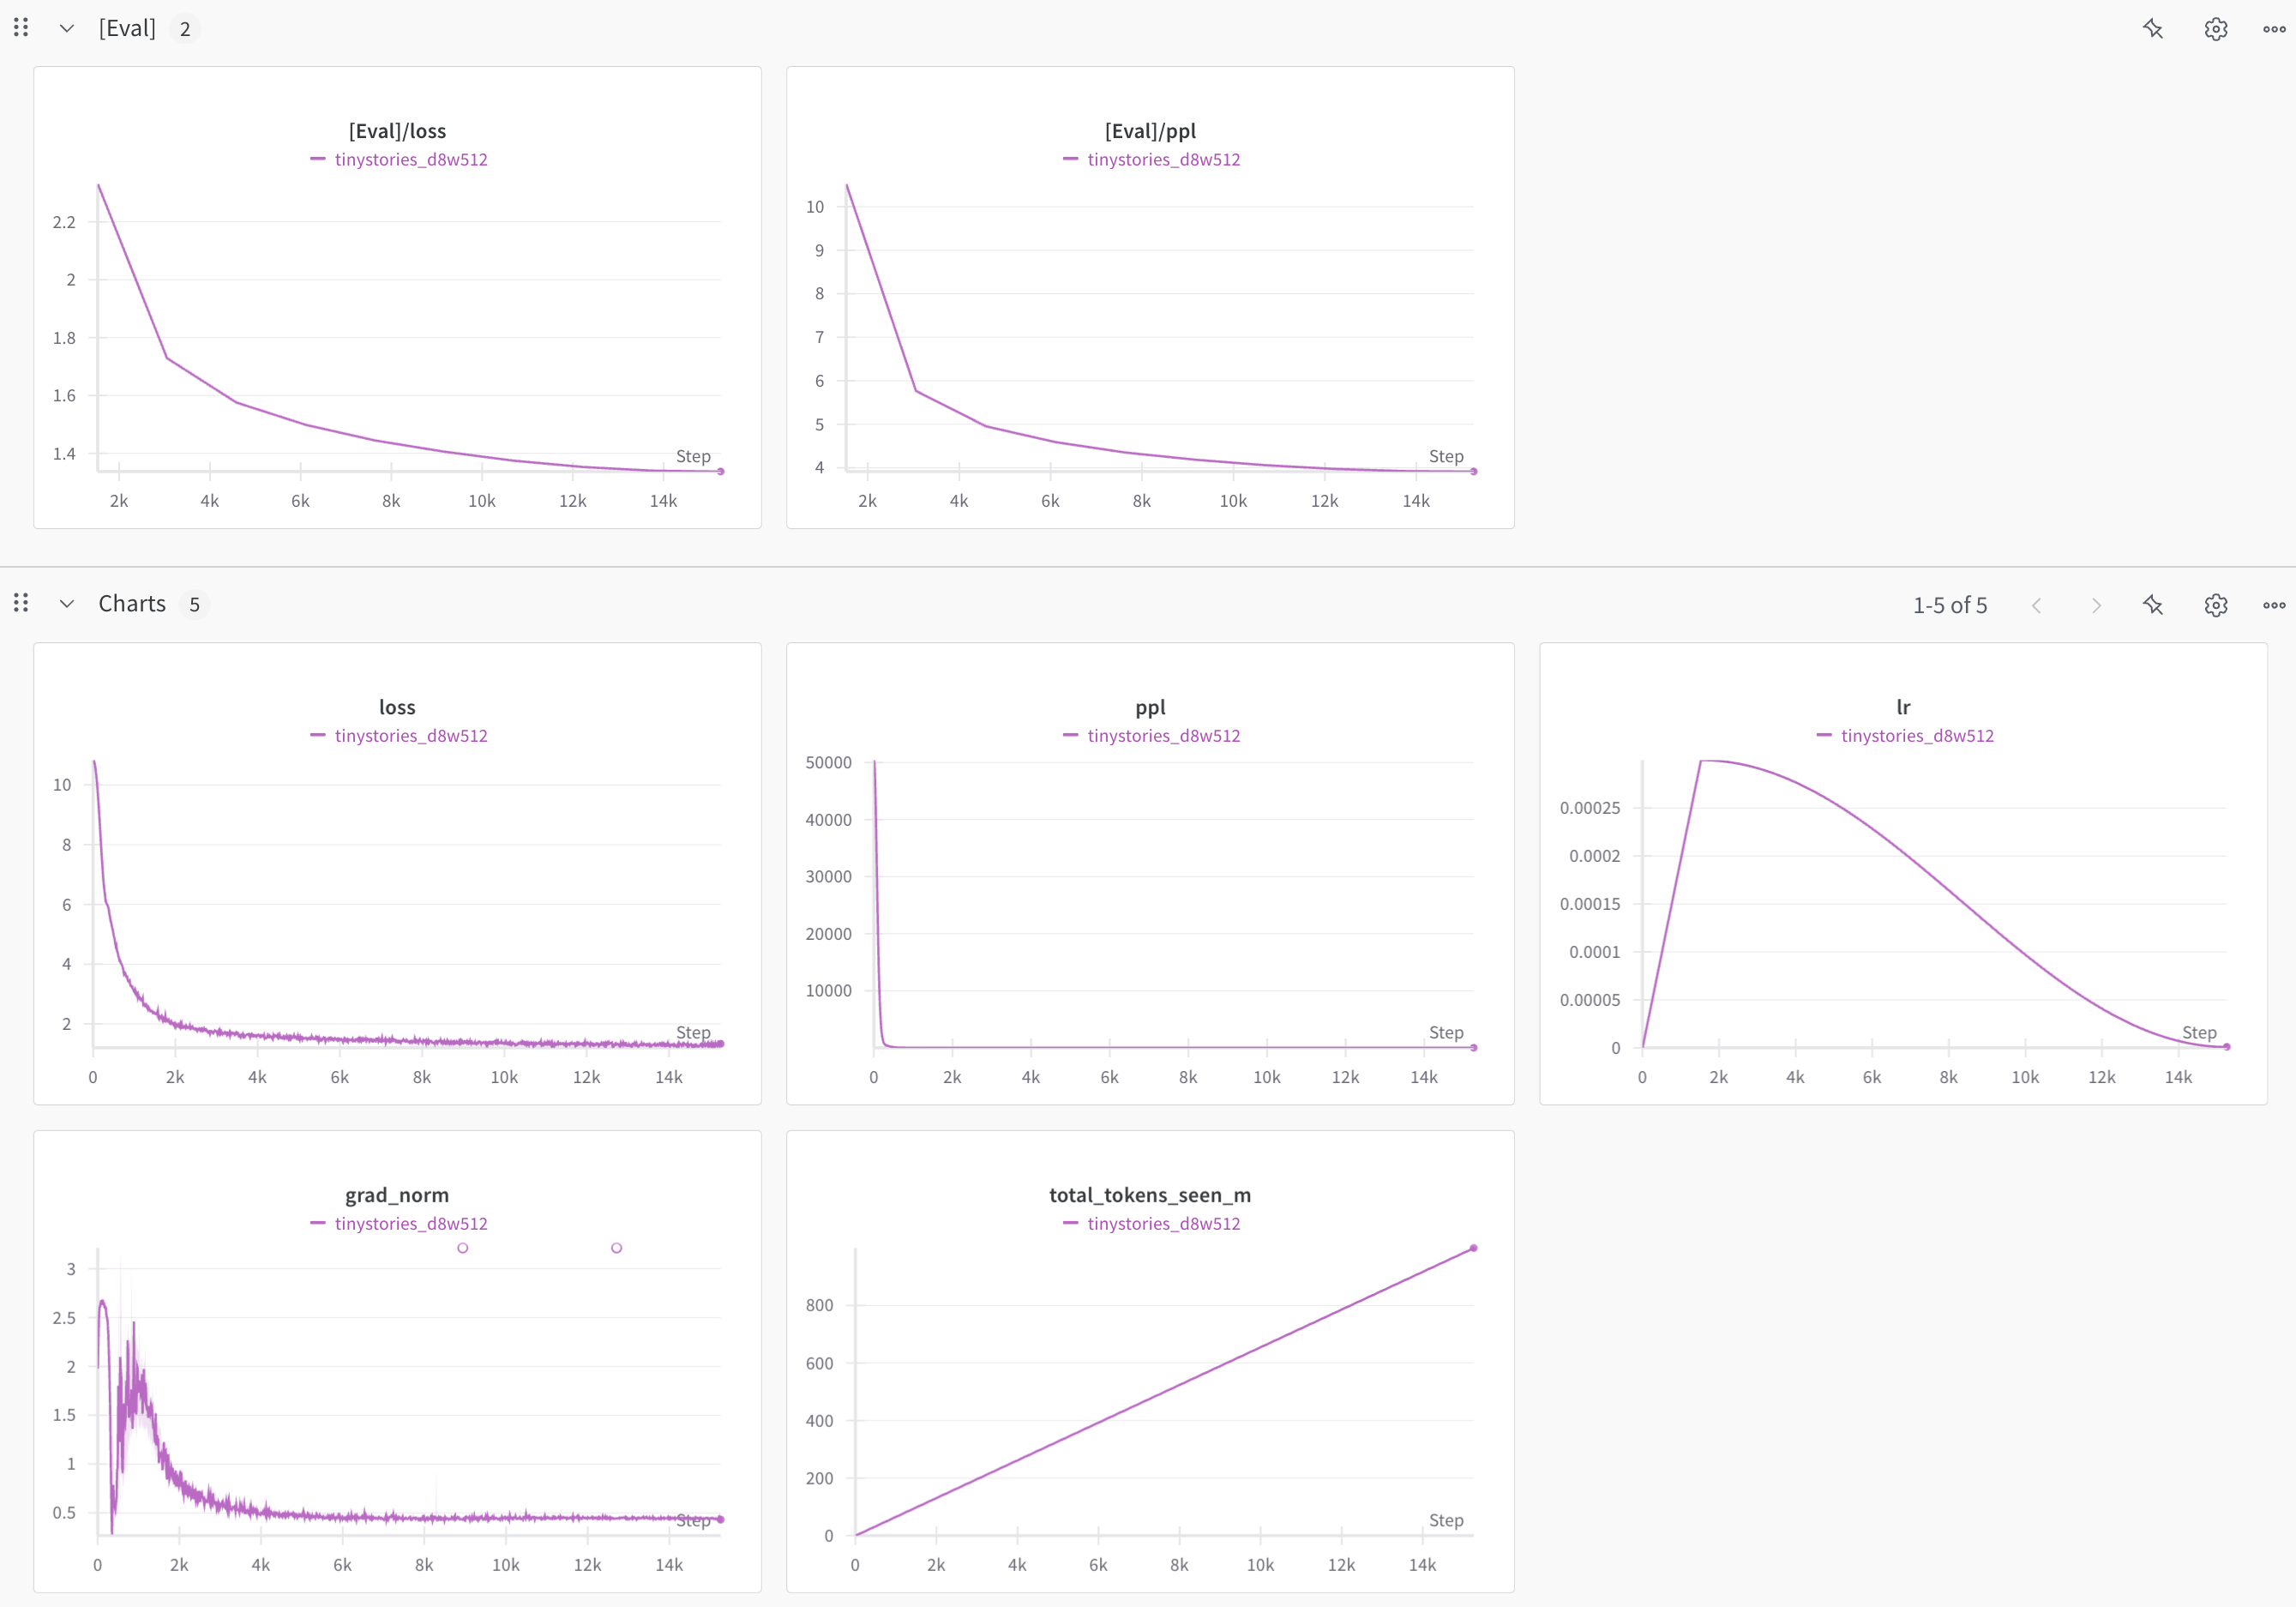 [Eval] 2
[Eval]/loss
tinystories_d8w512
2.2
2
1.8
1.6
1.4
Step
2k 4k 6k 8k 10k 12k 14k
[Eval]/ppl
tinystories_d8w512
10
9
8
7
6
5
4
Step
2k 4k 6k 8k 10k 12k 14k
Charts 5
1-5 of 5
loss
tinystories_d8w512
10
8
6
4
2
Step
0 2k 4k 6k 8k 10k 12k 14k
ppl
tinystories_d8w512
50000
40000
30000
20000
10000
Step
0 2k 4k 6k 8k 10k 12k 14k
lr
tinystories_d8w512
0.00025
0.0002
0.00015
0.0001
0.00005
0
Step
0 2k 4k 6k 8k 10k 12k 14k
grad_norm
tinystories_d8w512
3
2.5
2
1.5
1
0.5
Step
0 2k 4k 6k 8k 10k 12k 14k
total_tokens_seen_m
tinystories_d8w512
800
600
400
200
0
Step
0 2k 4k 6k 8k 10k 12k 14k